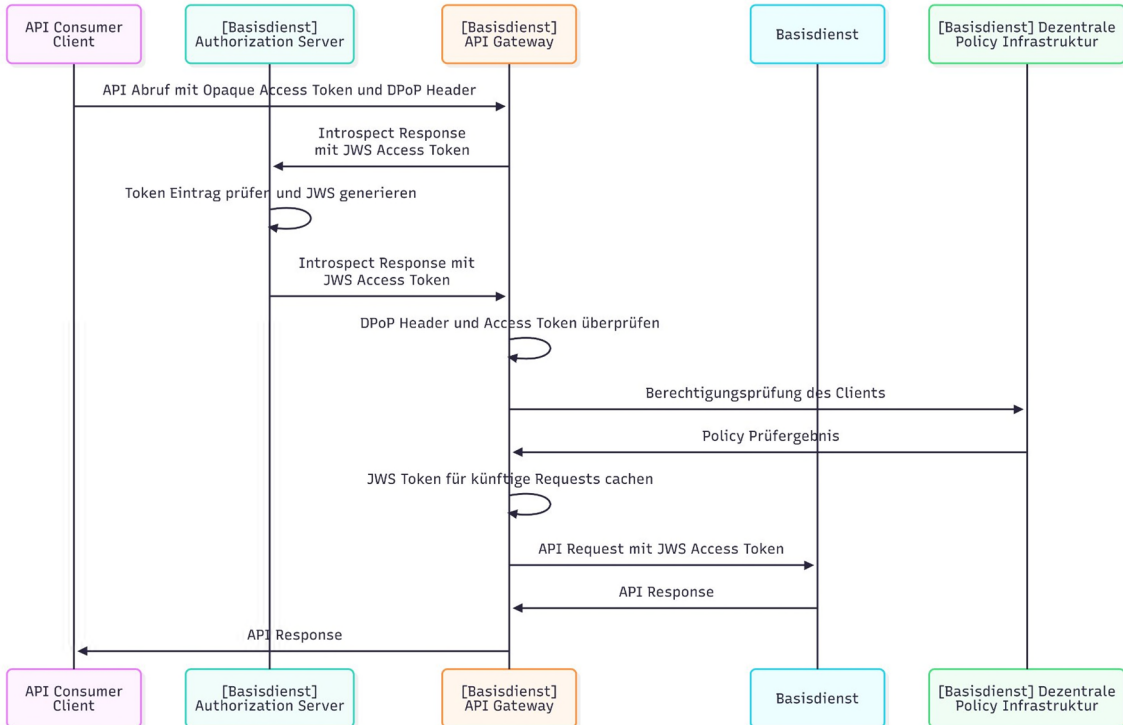 API Consumer
Client
[Basisdienst]
Authorization Server
[Basisdienst]
API Gateway
Basisdienst
[Basisdienst] Dezentrale
Policy Infrastruktur
API Abruf mit Opaque Access Token und DPoP Header
Introspect Response
mit JWS Access Token
Token Eintrag prüfen und JWS generieren
Introspect Response mit
JWS Access Token
DPoP Header und Access Token überprüfen
Berechtigungsprüfung des Clients
Policy Prüfergebnis
JWS Token für künftige Requests cachen
API Request mit JWS Access Token
API Response
API Response
API Consumer
Client
[Basisdienst]
Authorization Server
[Basisdienst]
API Gateway
Basisdienst
[Basisdienst] Dezentrale
Policy Infrastruktur